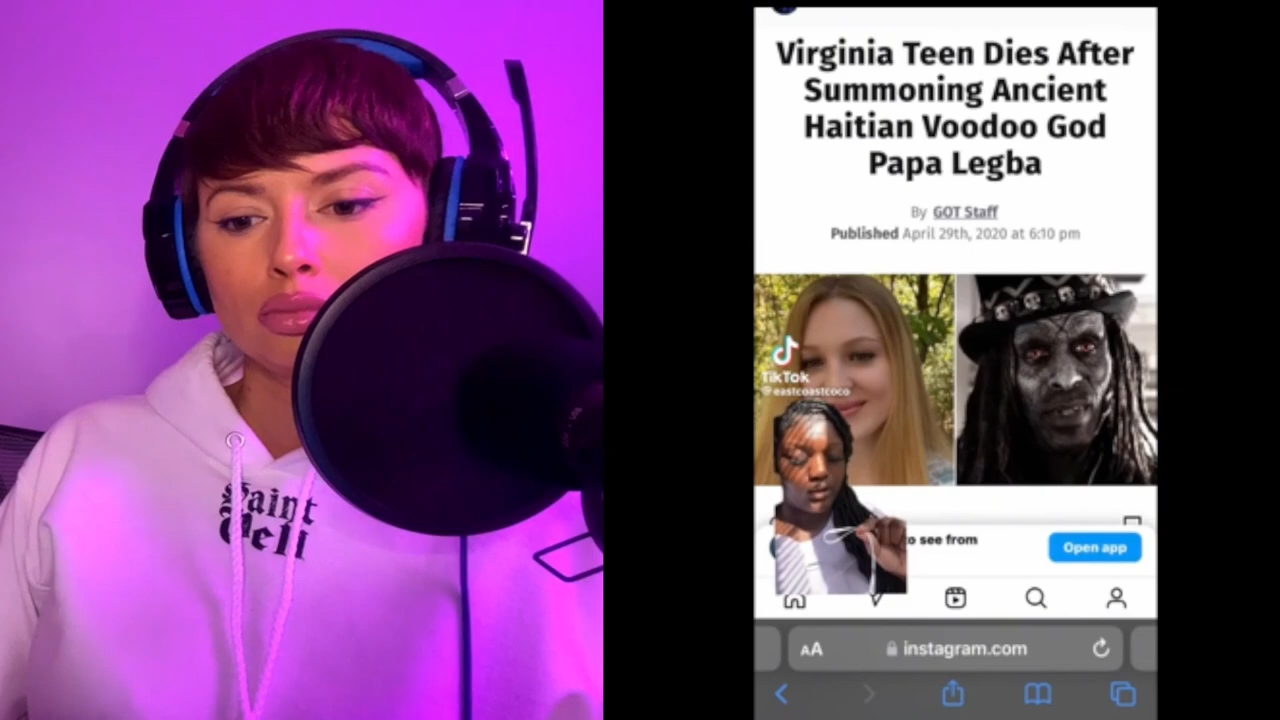 Virginia Teen Dies After
Summoning Ancient
Haitian Voodoo God
Papa Legba
By GOT Staff
Published April 29th, 2020 at 6:10 pm
TikTok
@eastcoastcoco
to see from
Open app
AA instagram.com
Saint